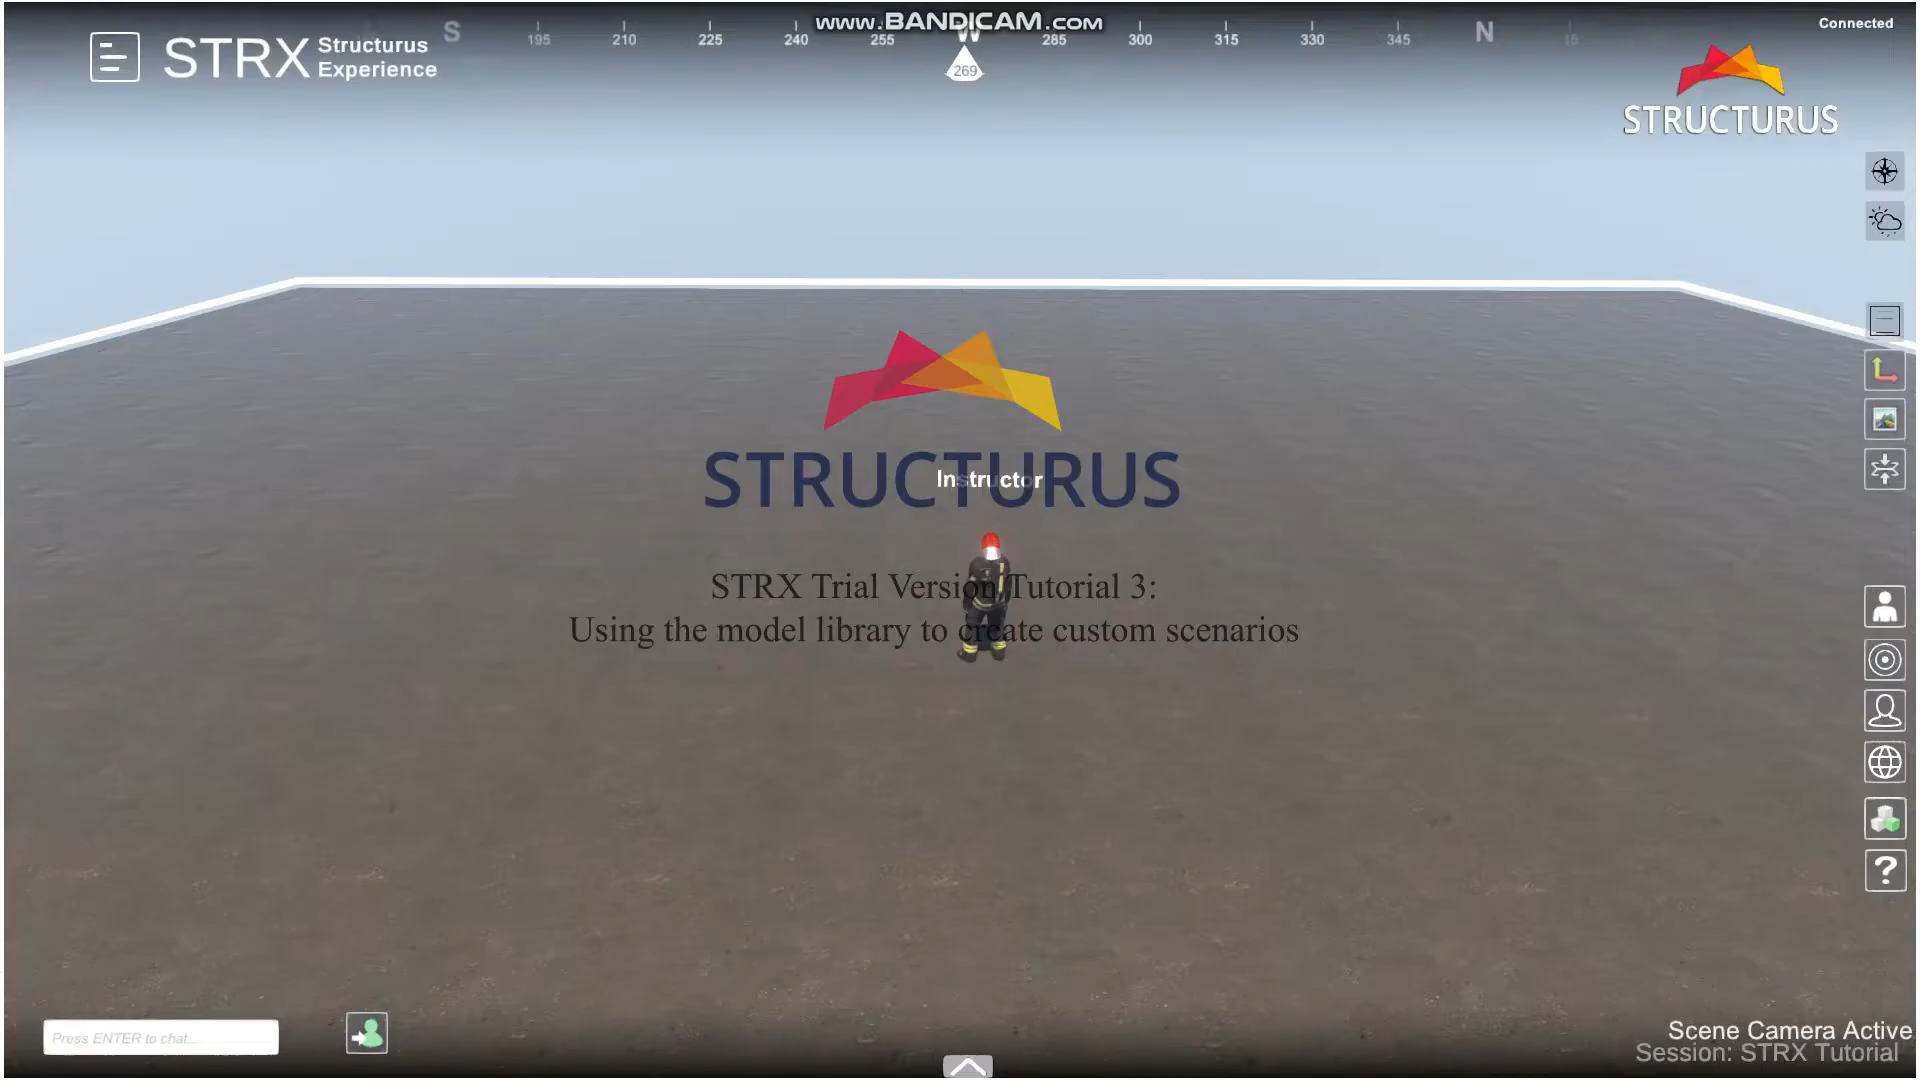 www.BANDICAM.com
Connected
S 195 210 225 240 255 W 285 300 315 330 345 N 15
269
STRX Structurus
Experience
STRUCTURUS
STRUCTURUS
Instructor
STRX Trial Version Tutorial 3:
Using the model library to create custom scenarios
Press ENTER to chat...
Scene Camera Active
Session: STRX Tutorial